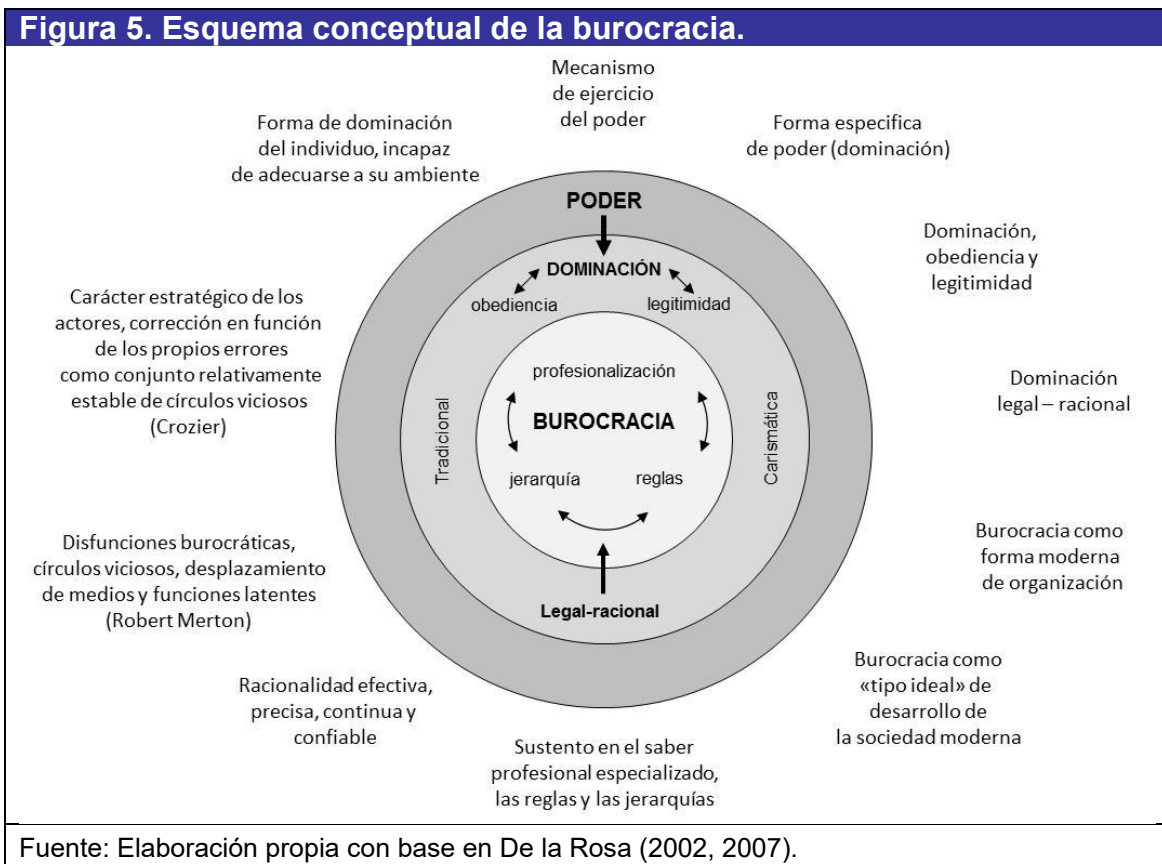 Figura 5. Esquema conceptual de la burocracia.
Mecanismo
de ejercicio
del poder
Forma de dominación
del individuo, incapaz
de adecuarse a su ambiente
Forma especifica
de poder (dominación)
Dominación,
obediencia y
legitimidad
Dominación
legal – racional
Burocracia como
forma moderna
de organización
Burocracia como
«tipo ideal» de
desarrollo de
la sociedad moderna
Sustento en el saber
profesional especializado,
las reglas y las jerarquías
Racionalidad efectiva,
precisa, continua y
confiable
Disfunciones burocráticas,
círculos viciosos, desplazamiento
de medios y funciones latentes
(Robert Merton)
Carácter estratégico de los
actores, corrección en función
de los propios errores
como conjunto relativamente
estable de círculos viciosos
(Crozier)
PODER
DOMINACIÓN
obediencia
legitimidad
Tradicional
Carismática
profesionalización
BUROCRACIA
jerarquía
reglas
Legal-racional
Fuente: Elaboración propia con base en De la Rosa (2002, 2007).